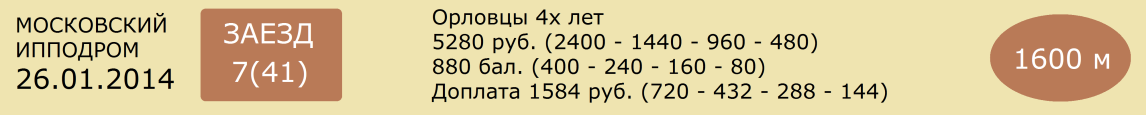 МОСКОВСКИЙ
ИППОДРОМ
26.01.2014
ЗАЕЗД
7(41)
Орловцы 4х лет
5280 руб. (2400 - 1440 - 960 - 480)
880 бал. (400 - 240 - 160 - 80)
Доплата 1584 руб. (720 - 432 - 288 - 144)
1600 м